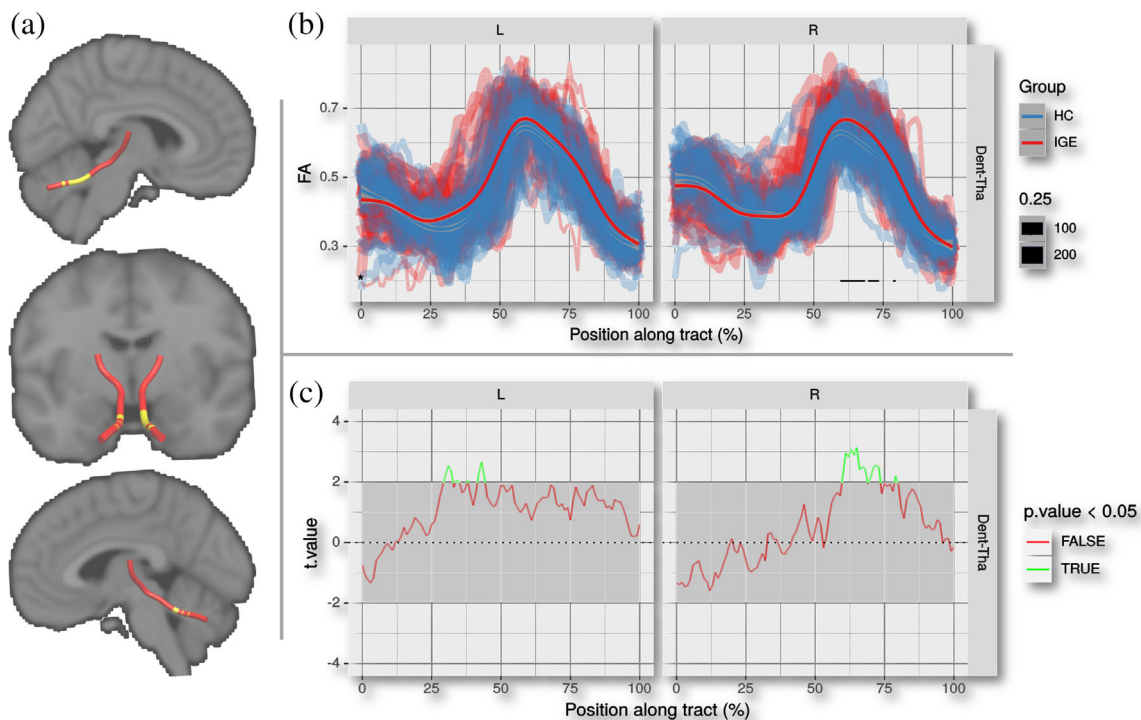 (a)
(b)
L
R
FA
0.7
0.5
0.3
*
0
25
50
75
100
0
25
50
75
100
Position along tract (%)
Dent-Tha
Group
HC
IGE
0.25
100
200
(c)
L
R
t.value
4
2
0
-2
-4
0
25
50
75
100
0
25
50
75
100
Position along tract (%)
Dent-Tha
p.value < 0.05
FALSE
TRUE